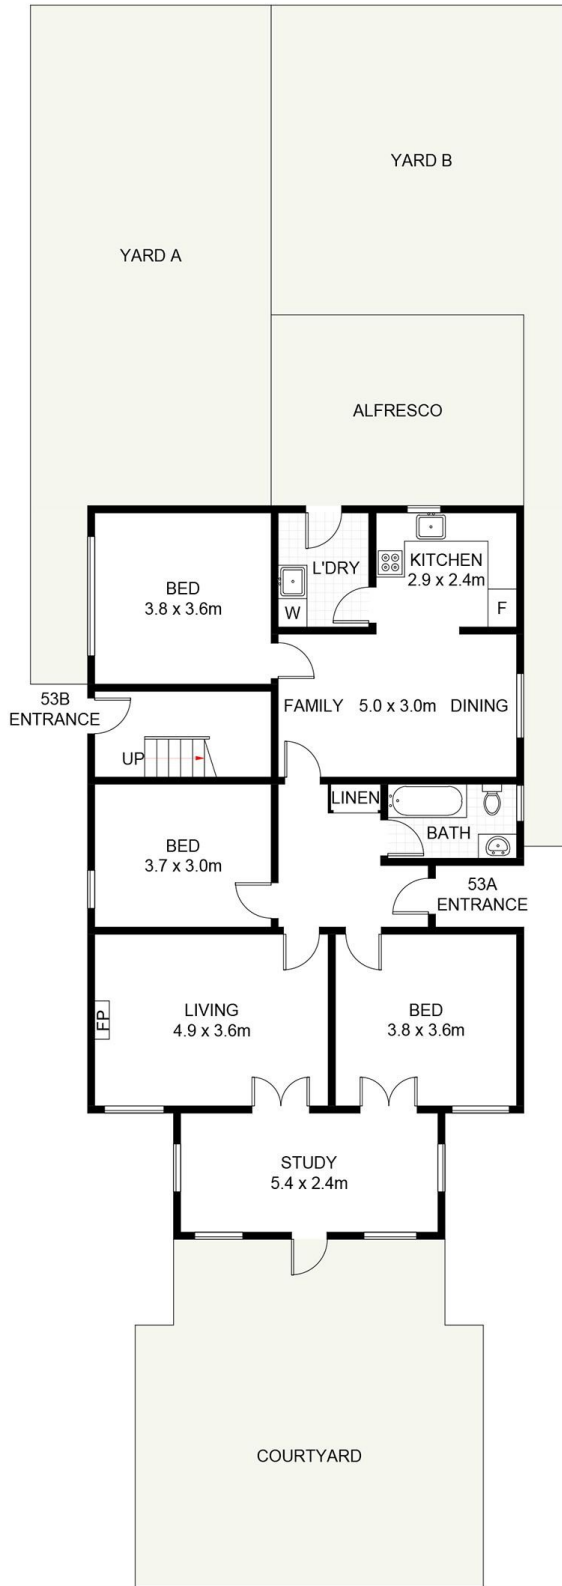 YARD B
YARD A
ALFRESCO
BED
3.8 x 3.6m
L'DRY
W
KITCHEN
2.9 x 2.4m
F
53B
ENTRANCE
UP
FAMILY 5.0 x 3.0m DINING
LINEN
BATH
BED
3.7 x 3.0m
53A
ENTRANCE
FP
LIVING
4.9 x 3.6m
BED
3.8 x 3.6m
STUDY
5.4 x 2.4m
COURTYARD